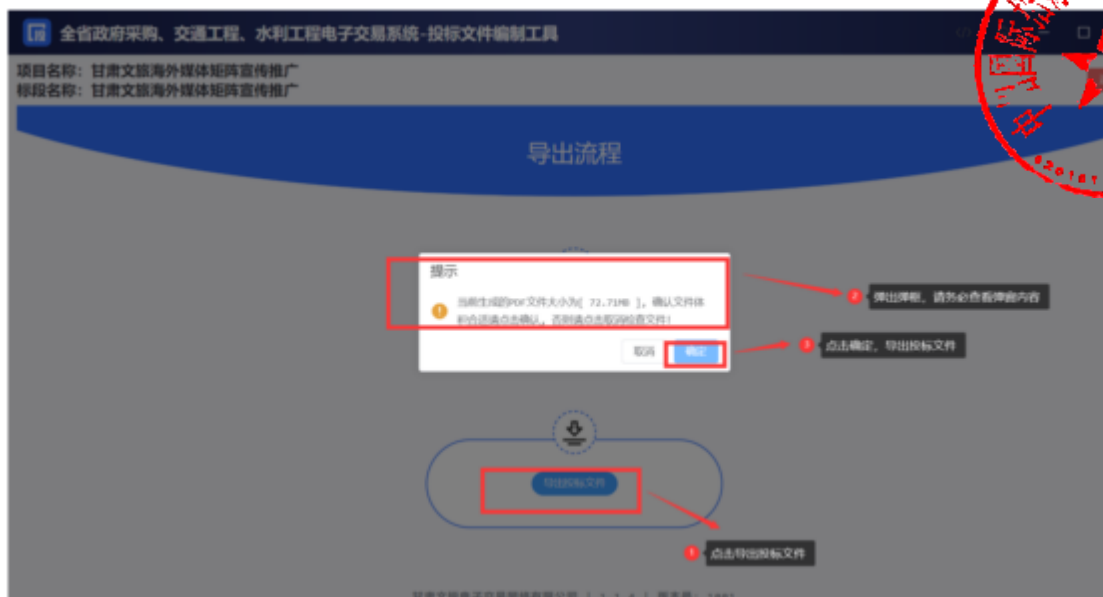 投 全省政府采购、交通工程、水利工程电子交易系统-投标文件编制工具
项目名称：甘肃文旅海外媒体矩阵宣传推广
标段名称：甘肃文旅海外媒体矩阵宣传推广
导出流程
提示
当前生成的PDF文件大小为[ 72.71MB ]，确认文件体
积合适请点击确认，否则请点击取消检查文件！
取消 确定
2 弹出弹框，请务必查看弹窗内容
3 点击确定，导出投标文件
导出投标文件
1 点击导出投标文件